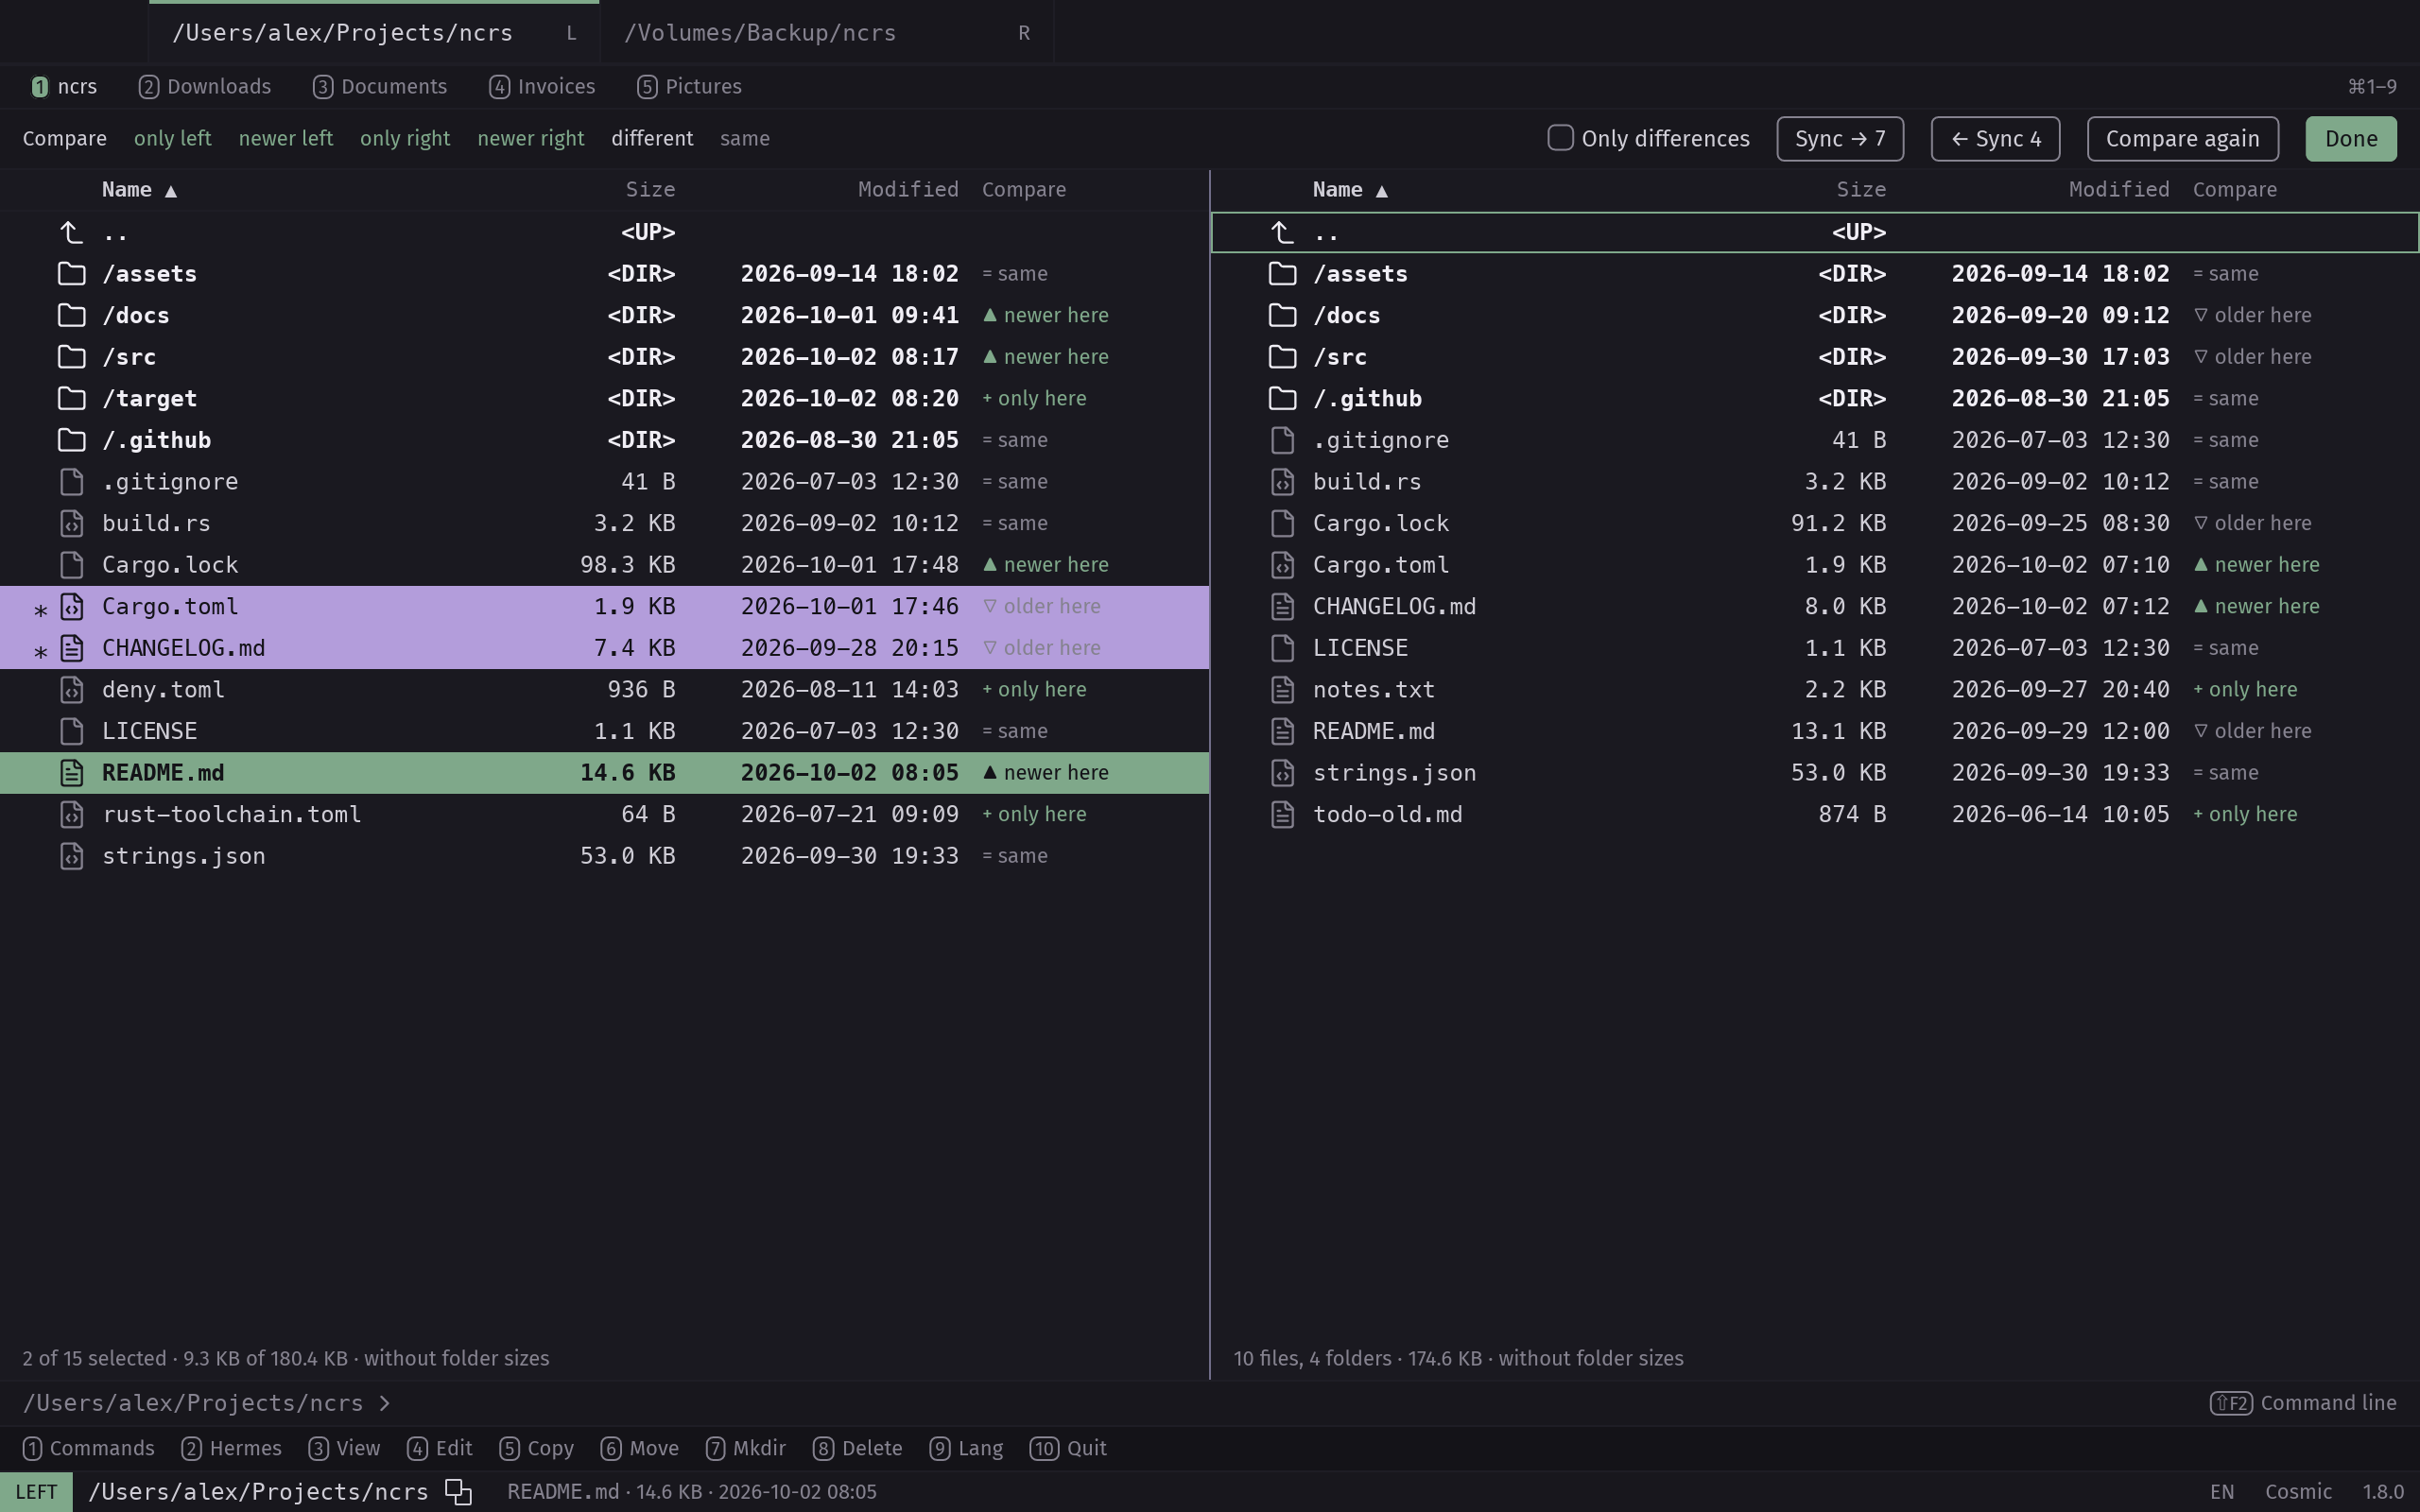 /Users/alex/Projects/ncrs L /Volumes/Backup/ncrs R
1 ncrs 2 Downloads 3 Documents 4 Invoices 5 Pictures ⌘1–9
Compare only left newer left only right newer right different same Only differences Sync → 7 ← Sync 4 Compare again Done
Name ▲ Size Modified Compare
.. <UP>
/assets <DIR> 2026-09-14 18:02 = same
/docs <DIR> 2026-10-01 09:41 ▲ newer here
/src <DIR> 2026-10-02 08:17 ▲ newer here
/target <DIR> 2026-10-02 08:20 + only here
/.github <DIR> 2026-08-30 21:05 = same
.gitignore 41 B 2026-07-03 12:30 = same
build.rs 3.2 KB 2026-09-02 10:12 = same
Cargo.lock 98.3 KB 2026-10-01 17:48 ▲ newer here
* Cargo.toml 1.9 KB 2026-10-01 17:46 ▽ older here
* CHANGELOG.md 7.4 KB 2026-09-28 20:15 ▽ older here
deny.toml 936 B 2026-08-11 14:03 + only here
LICENSE 1.1 KB 2026-07-03 12:30 = same
README.md 14.6 KB 2026-10-02 08:05 ▲ newer here
rust-toolchain.toml 64 B 2026-07-21 09:09 + only here
strings.json 53.0 KB 2026-09-30 19:33 = same
2 of 15 selected · 9.3 KB of 180.4 KB · without folder sizes
Name ▲ Size Modified Compare
.. <UP>
/assets <DIR> 2026-09-14 18:02 = same
/docs <DIR> 2026-09-20 09:12 ▽ older here
/src <DIR> 2026-09-30 17:03 ▽ older here
/.github <DIR> 2026-08-30 21:05 = same
.gitignore 41 B 2026-07-03 12:30 = same
build.rs 3.2 KB 2026-09-02 10:12 = same
Cargo.lock 91.2 KB 2026-09-25 08:30 ▽ older here
Cargo.toml 1.9 KB 2026-10-02 07:10 ▲ newer here
CHANGELOG.md 8.0 KB 2026-10-02 07:12 ▲ newer here
LICENSE 1.1 KB 2026-07-03 12:30 = same
notes.txt 2.2 KB 2026-09-27 20:40 + only here
README.md 13.1 KB 2026-09-29 12:00 ▽ older here
strings.json 53.0 KB 2026-09-30 19:33 = same
todo-old.md 874 B 2026-06-14 10:05 + only here
10 files, 4 folders · 174.6 KB · without folder sizes
/Users/alex/Projects/ncrs > ⇧F2 Command line
1 Commands 2 Hermes 3 View 4 Edit 5 Copy 6 Move 7 Mkdir 8 Delete 9 Lang 10 Quit
LEFT /Users/alex/Projects/ncrs README.md · 14.6 KB · 2026-10-02 08:05 EN Cosmic 1.8.0